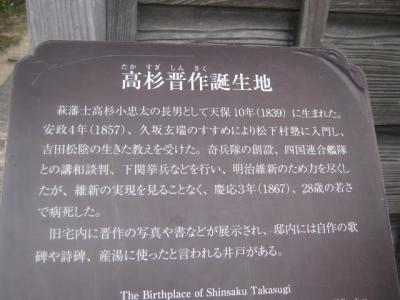 たか すぎ しん さく
高杉晋作誕生地
萩藩士高杉小忠太の長男として天保10年(1839)に生まれた。
安政4年(1857)、久坂玄瑞のすすめにより松下村塾に入門し、
吉田松陰の生きた教えを受けた。奇兵隊の創設、四国連合艦隊
との講和談判、下関挙兵などを行い、明治維新のため力を尽くし
たが、維新の実現を見ることなく、慶応3年(1867)、28歳の若さ
で病死した。
旧宅内に晋作の写真や書などが展示され、邸内には自作の歌
碑や詩碑、産湯に使ったと言われる井戸がある。
The Birthplace of Shinsaku Takasugi